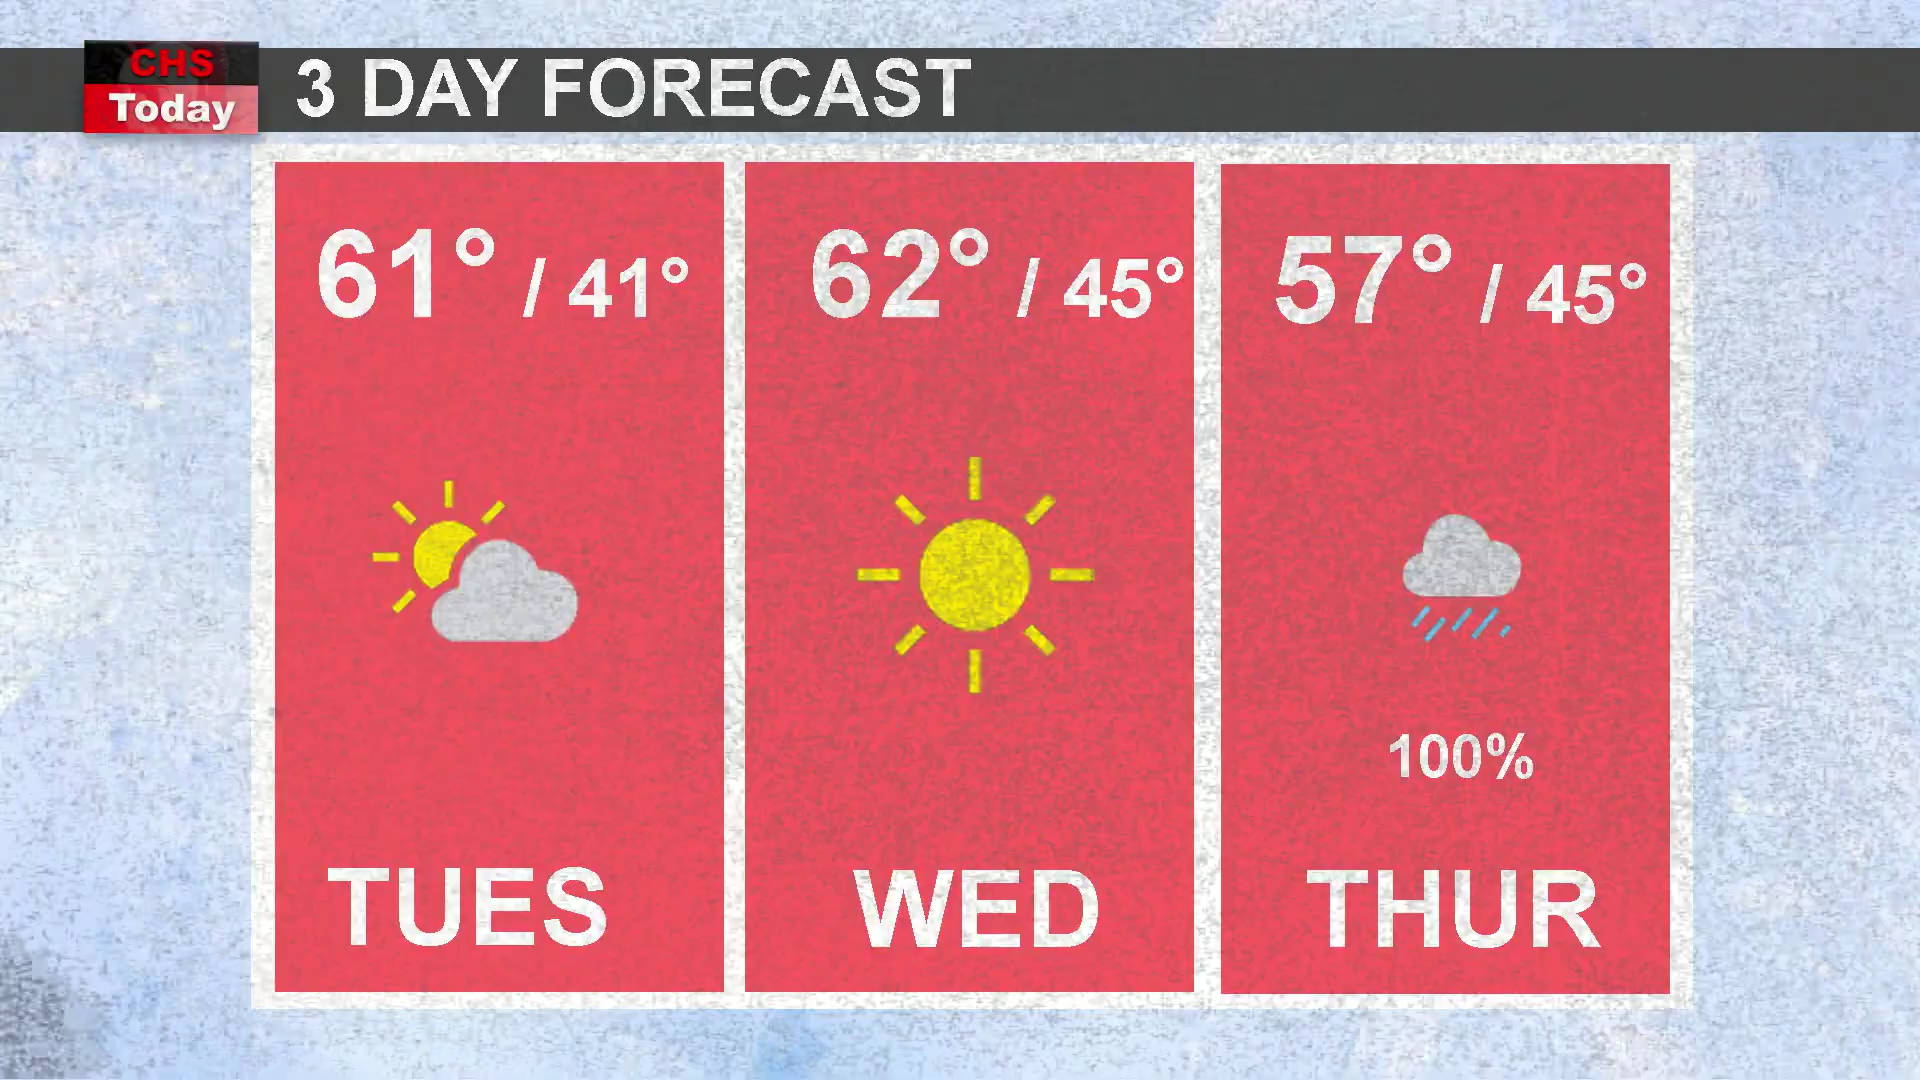 CHS
Today
3 DAY FORECAST
61° / 41°
62° / 45°
57° / 45°
100%
TUES
WED
THUR